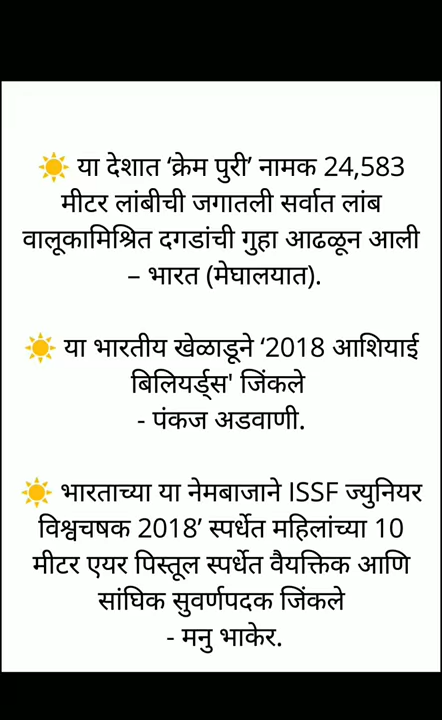 ☀️ या देशात ‘क्रेम पुरी’ नामक 24,583
मीटर लांबीची जगातली सर्वात लांब
वालूकामिश्रित दगडांची गुहा आढळून आली
– भारत (मेघालयात).
☀️ या भारतीय खेळाडूने ‘2018 आशियाई
बिलियर्ड्स' जिंकले
- पंकज अडवाणी.
☀️ भारताच्या या नेमबाजाने ISSF ज्युनियर
विश्वचषक 2018’ स्पर्धेत महिलांच्या 10
मीटर एयर पिस्तूल स्पर्धेत वैयक्तिक आणि
सांघिक सुवर्णपदक जिंकले
- मनु भाकेर.